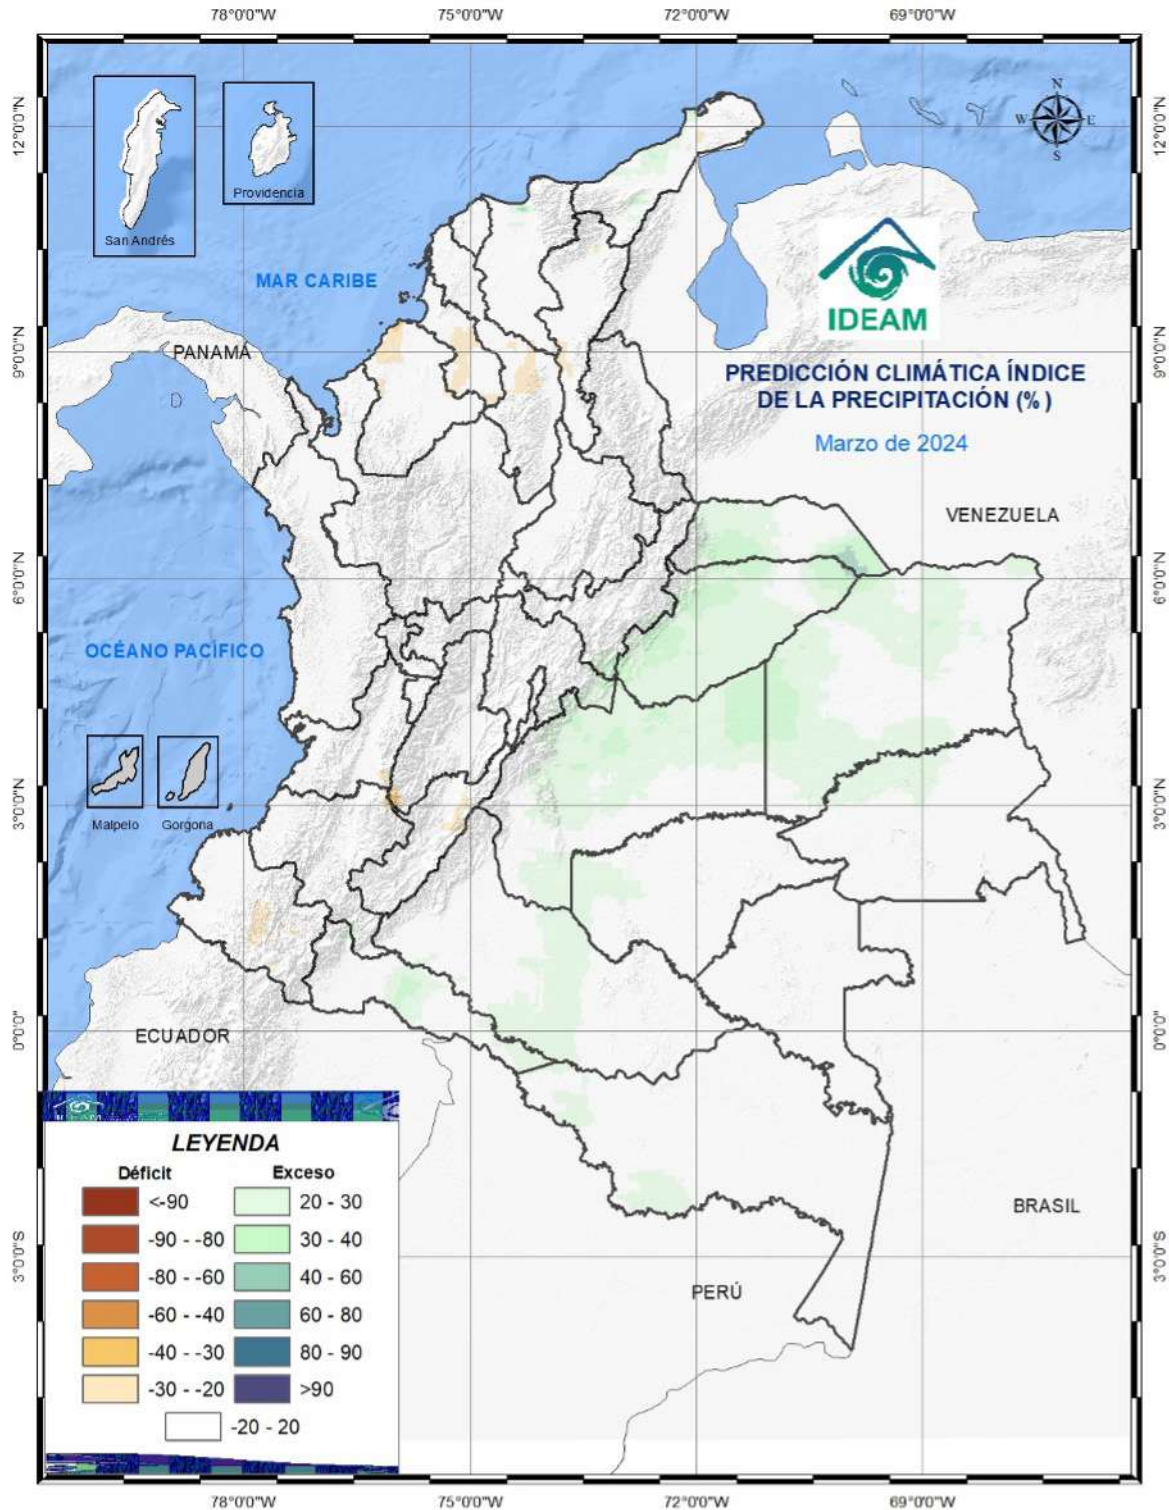 78°0'0"W
75°0'0"W
72°0'0"W
69°0'0"W
12°0'0"N
12°0'0"N
N
W
E
S
San Andrés
Providencia
IDEAM
MAR CARIBE
9°0'0"N
9°0'0"N
PANAMÁ
PREDICCIÓN CLIMÁTICA ÍNDICE
DE LA PRECIPITACIÓN (% )
Marzo de 2024
VENEZUELA
6°0'0"N
6°0'0"N
OCÉANO PACÍFICO
3°0'0"N
3°0'0"N
Malpelo
Gorgona
0°0'0"
0°0'0"
ECUADOR
LEYENDA
Déficit
Exceso
<-90
20 - 30
-90 - -80
30 - 40
-80 - -60
40 - 60
-60 - -40
60 - 80
-40 - -30
80 - 90
-30 - -20
>90
-20 - 20
BRASIL
3°0'0"S
3°0'0"S
PERÚ
78°0'0"W
75°0'0"W
72°0'0"W
69°0'0"W